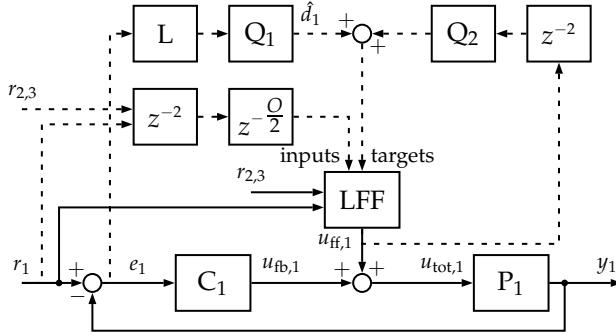 L
Q1
d̂1
+
+
+
Q2
z−2
r2,3
z−2
z−O/2
inputs
targets
r2,3
LFF
uff,1
r1
+
−
e1
C1
ufb,1
+
+
utot,1
P1
y1